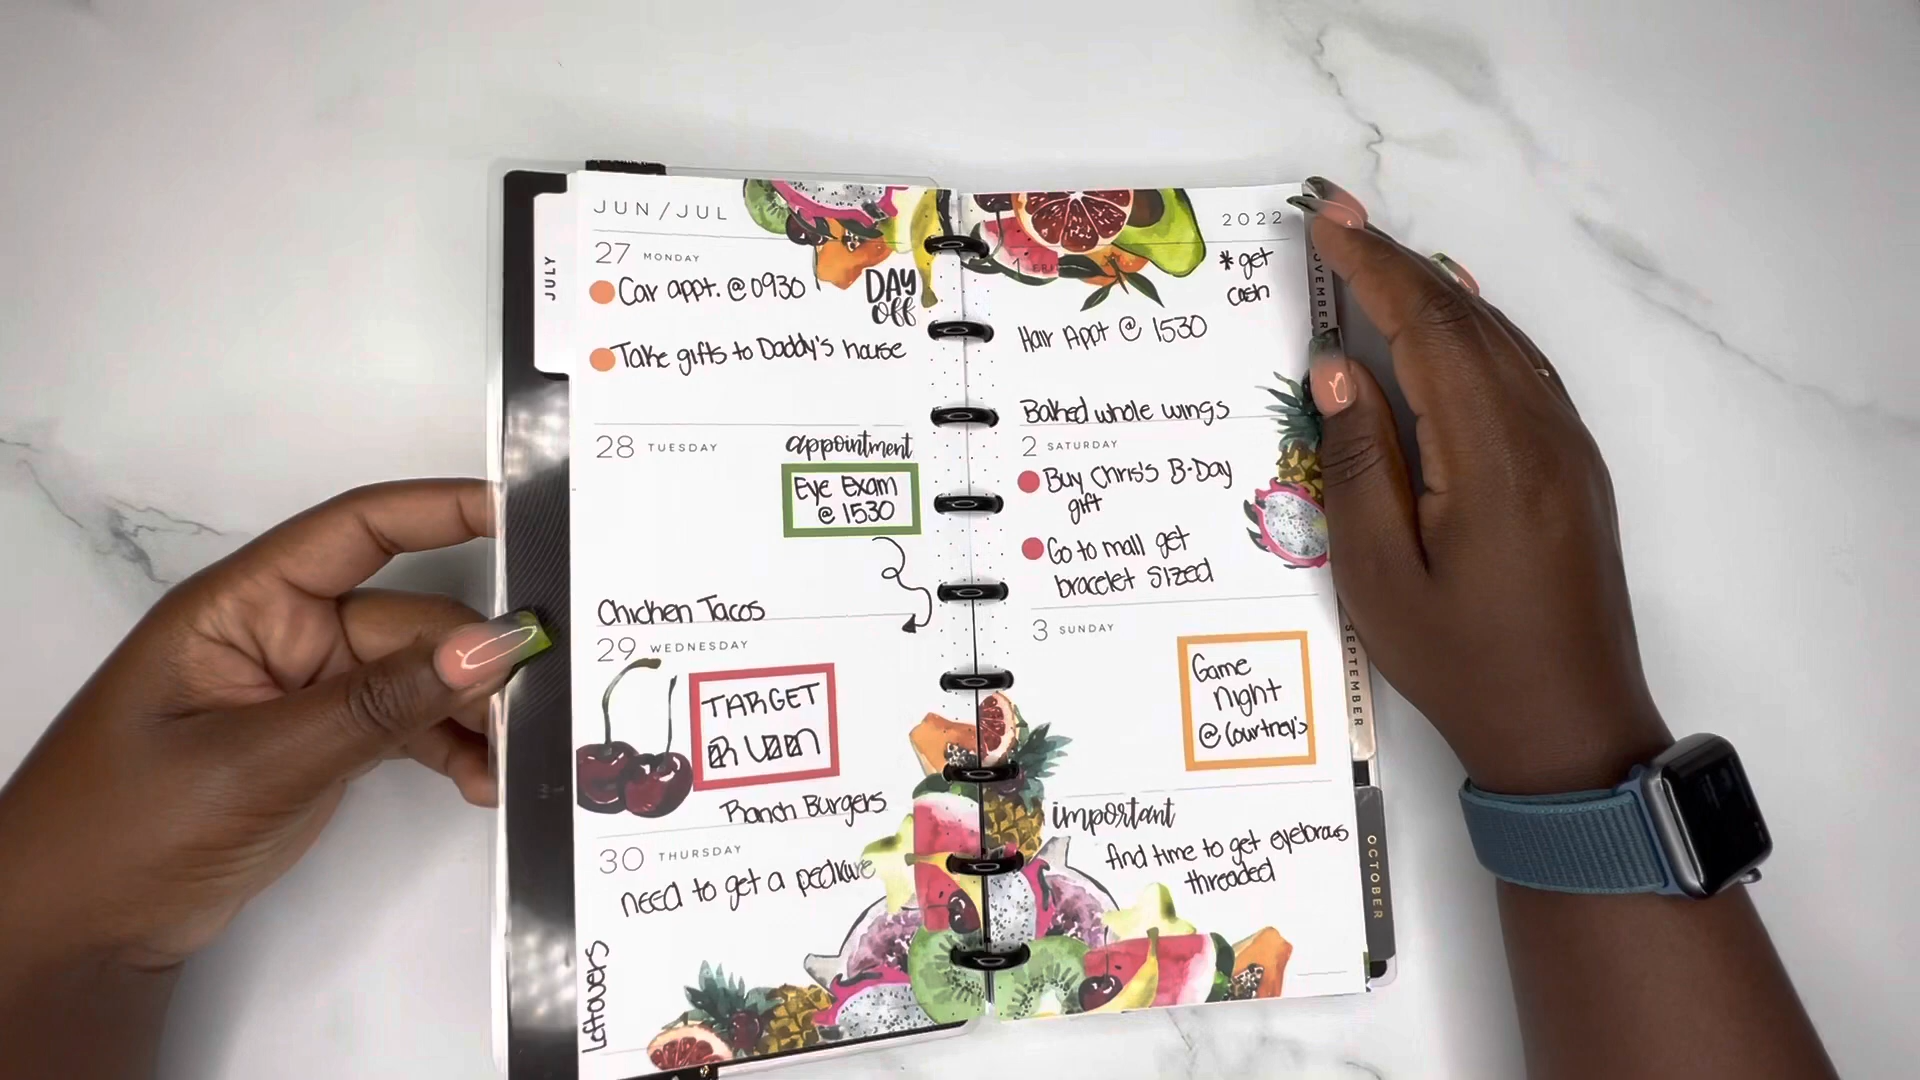 JUN/JUL
27 MONDAY
Car appt. @ 0930
DAY
off
Take gifts to Daddy's house
28 TUESDAY
appointment
Eye Exam
@ 1530
Chicken Tacos
29 WEDNESDAY
TARGET
RUN
Ranch Burgers
30 THURSDAY
need to get a pedicure
Leftovers
2022
1 FRI
* get
cash
Hair Appt @ 1530
Baked whole wings
2 SATURDAY
Buy Chris's B-Day
gift
Go to mall get
bracelet sized
3 SUNDAY
Game
night
@ Courtney's
important
find time to get eyebrows
threaded
JULY
SEPTEMBER
OCTOBER